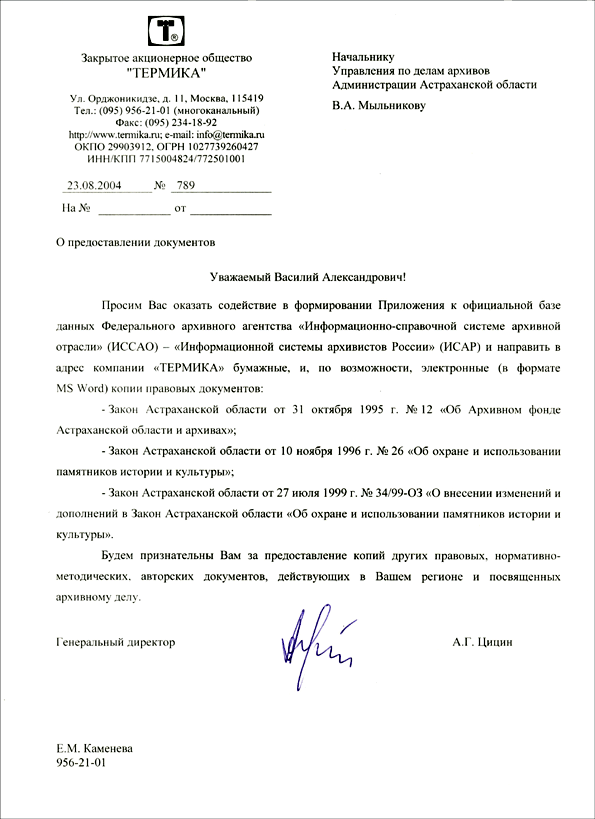 T®
Закрытое акционерное общество
"ТЕРМИКА"
Ул. Орджоникидзе, д. 11, Москва, 115419
Тел.: (095) 956-21-01 (многоканальный)
Факс: (095) 234-18-92
http://www.termika.ru; e-mail: info@termika.ru
ОКПО 29903912, ОГРН 1027739260427
ИНН/КПП 7715004824/772501001
23.08.2004 № 789
На № ____________ от ______________
Начальнику
Управления по делам архивов
Администрации Астраханской области
В.А. Мыльникову
О предоставлении документов
Уважаемый Василий Александрович!
Просим Вас оказать содействие в формировании Приложения к официальной базе
данных Федерального архивного агентства «Информационно-справочной системе архивной
отрасли» (ИССАО) – «Информационной системы архивистов России» (ИСАР) и направить в
адрес компании «ТЕРМИКА» бумажные, и, по возможности, электронные (в формате
MS Word) копии правовых документов:
- Закон Астраханской области от 31 октября 1995 г. № 12 «Об Архивном фонде
Астраханской области и архивах»;
- Закон Астраханской области от 10 ноября 1996 г. № 26 «Об охране и использовании
памятников истории и культуры»;
- Закон Астраханской области от 27 июля 1999 г. № 34/99-ОЗ «О внесении изменений и
дополнений в Закон Астраханской области «Об охране и использовании памятников истории и
культуры».
Будем признательны Вам за предоставление копий других правовых, нормативно-
методических, авторских документов, действующих в Вашем регионе и посвященных
архивному делу.
Генеральный директор А.Г. Цицин
Е.М. Каменева
956-21-01